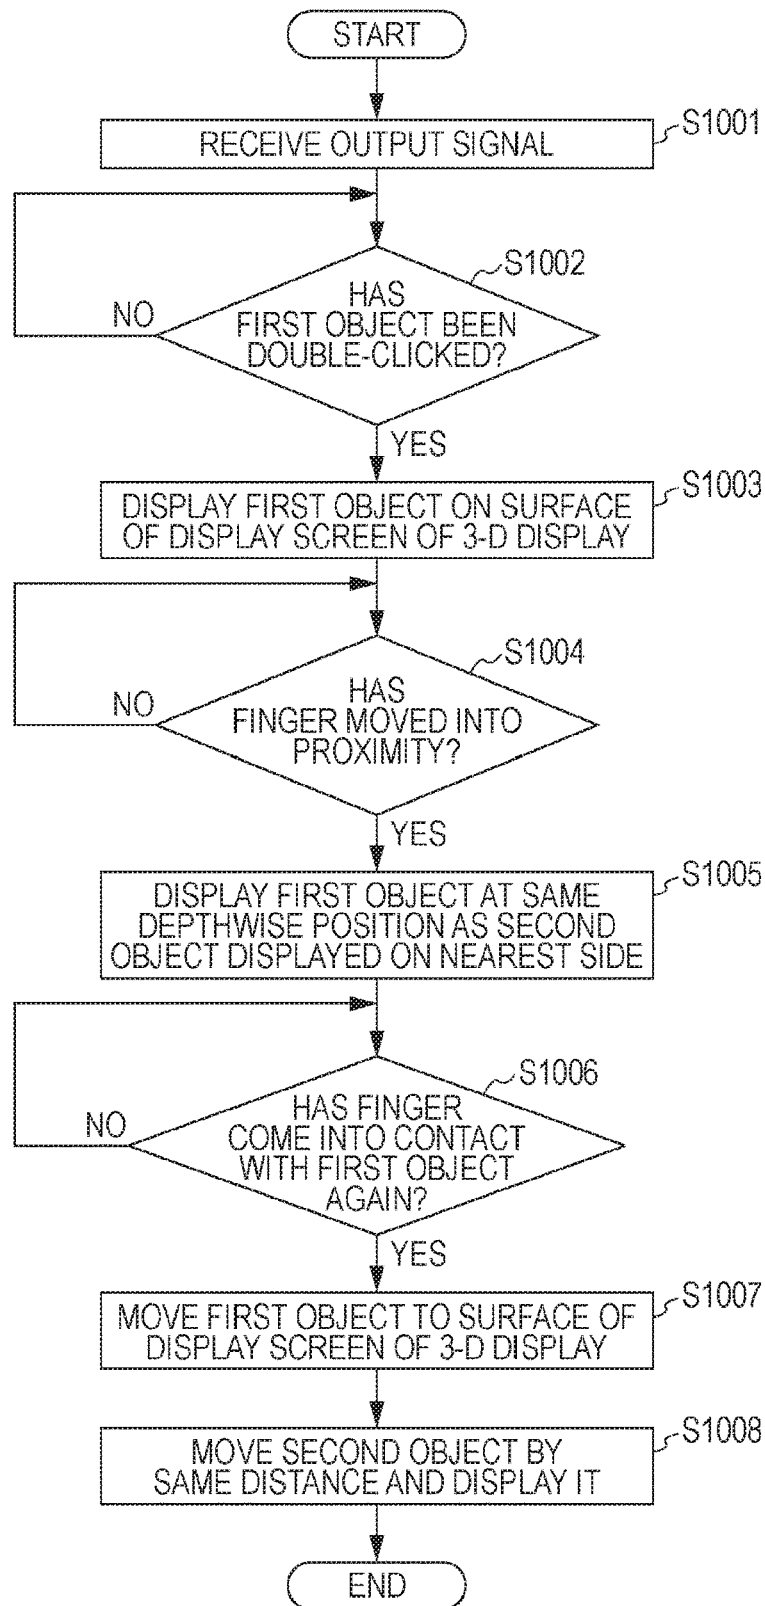 START
S1001
RECEIVE OUTPUT SIGNAL
S1002
HAS
FIRST OBJECT BEEN
DOUBLE-CLICKED?
NO
YES
S1003
DISPLAY FIRST OBJECT ON SURFACE
OF DISPLAY SCREEN OF 3-D DISPLAY
S1004
HAS
FINGER MOVED INTO
PROXIMITY?
NO
YES
S1005
DISPLAY FIRST OBJECT AT SAME
DEPTHWISE POSITION AS SECOND
OBJECT DISPLAYED ON NEAREST SIDE
S1006
HAS FINGER
COME INTO CONTACT
WITH FIRST OBJECT
AGAIN?
NO
YES
S1007
MOVE FIRST OBJECT TO SURFACE OF
DISPLAY SCREEN OF 3-D DISPLAY
S1008
MOVE SECOND OBJECT BY
SAME DISTANCE AND DISPLAY IT
END